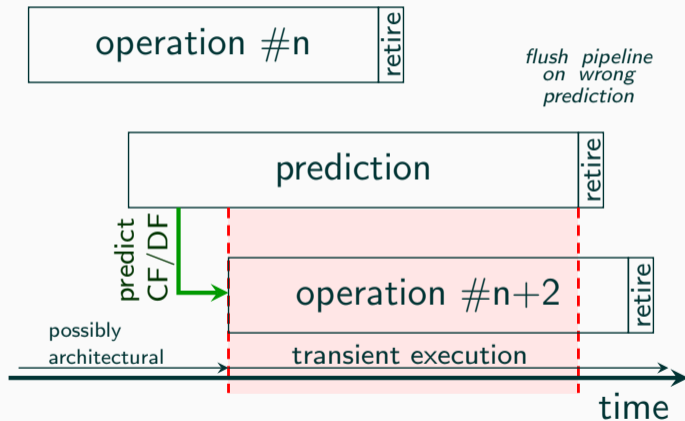 operation #n
retire
flush pipeline
on wrong
prediction
prediction
retire
predict
CF/DF
operation #n+2
retire
possibly
architectural
transient execution
time